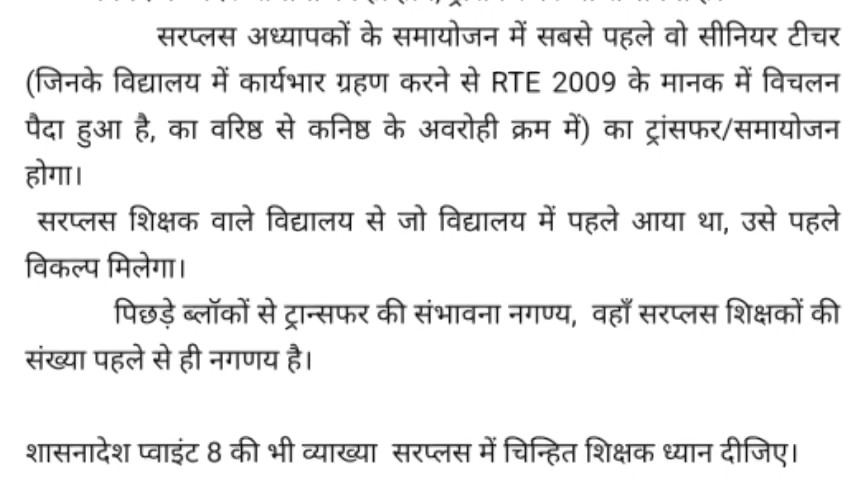 सरप्लस अध्यापकों के समायोजन में सबसे पहले वो सीनियर टीचर
(जिनके विद्यालय में कार्यभार ग्रहण करने से RTE 2009 के मानक में विचलन
पैदा हुआ है, का वरिष्ठ से कनिष्ठ के अवरोही क्रम में) का ट्रांसफर/समायोजन
होगा।
सरप्लस शिक्षक वाले विद्यालय से जो विद्यालय में पहले आया था, उसे पहले
विकल्प मिलेगा।
पिछड़े ब्लॉकों से ट्रान्सफर की संभावना नगण्य, वहाँ सरप्लस शिक्षकों की
संख्या पहले से ही नगणय है।
शासनादेश प्वाइंट 8 की भी व्याख्या सरप्लस में चिन्हित शिक्षक ध्यान दीजिए।